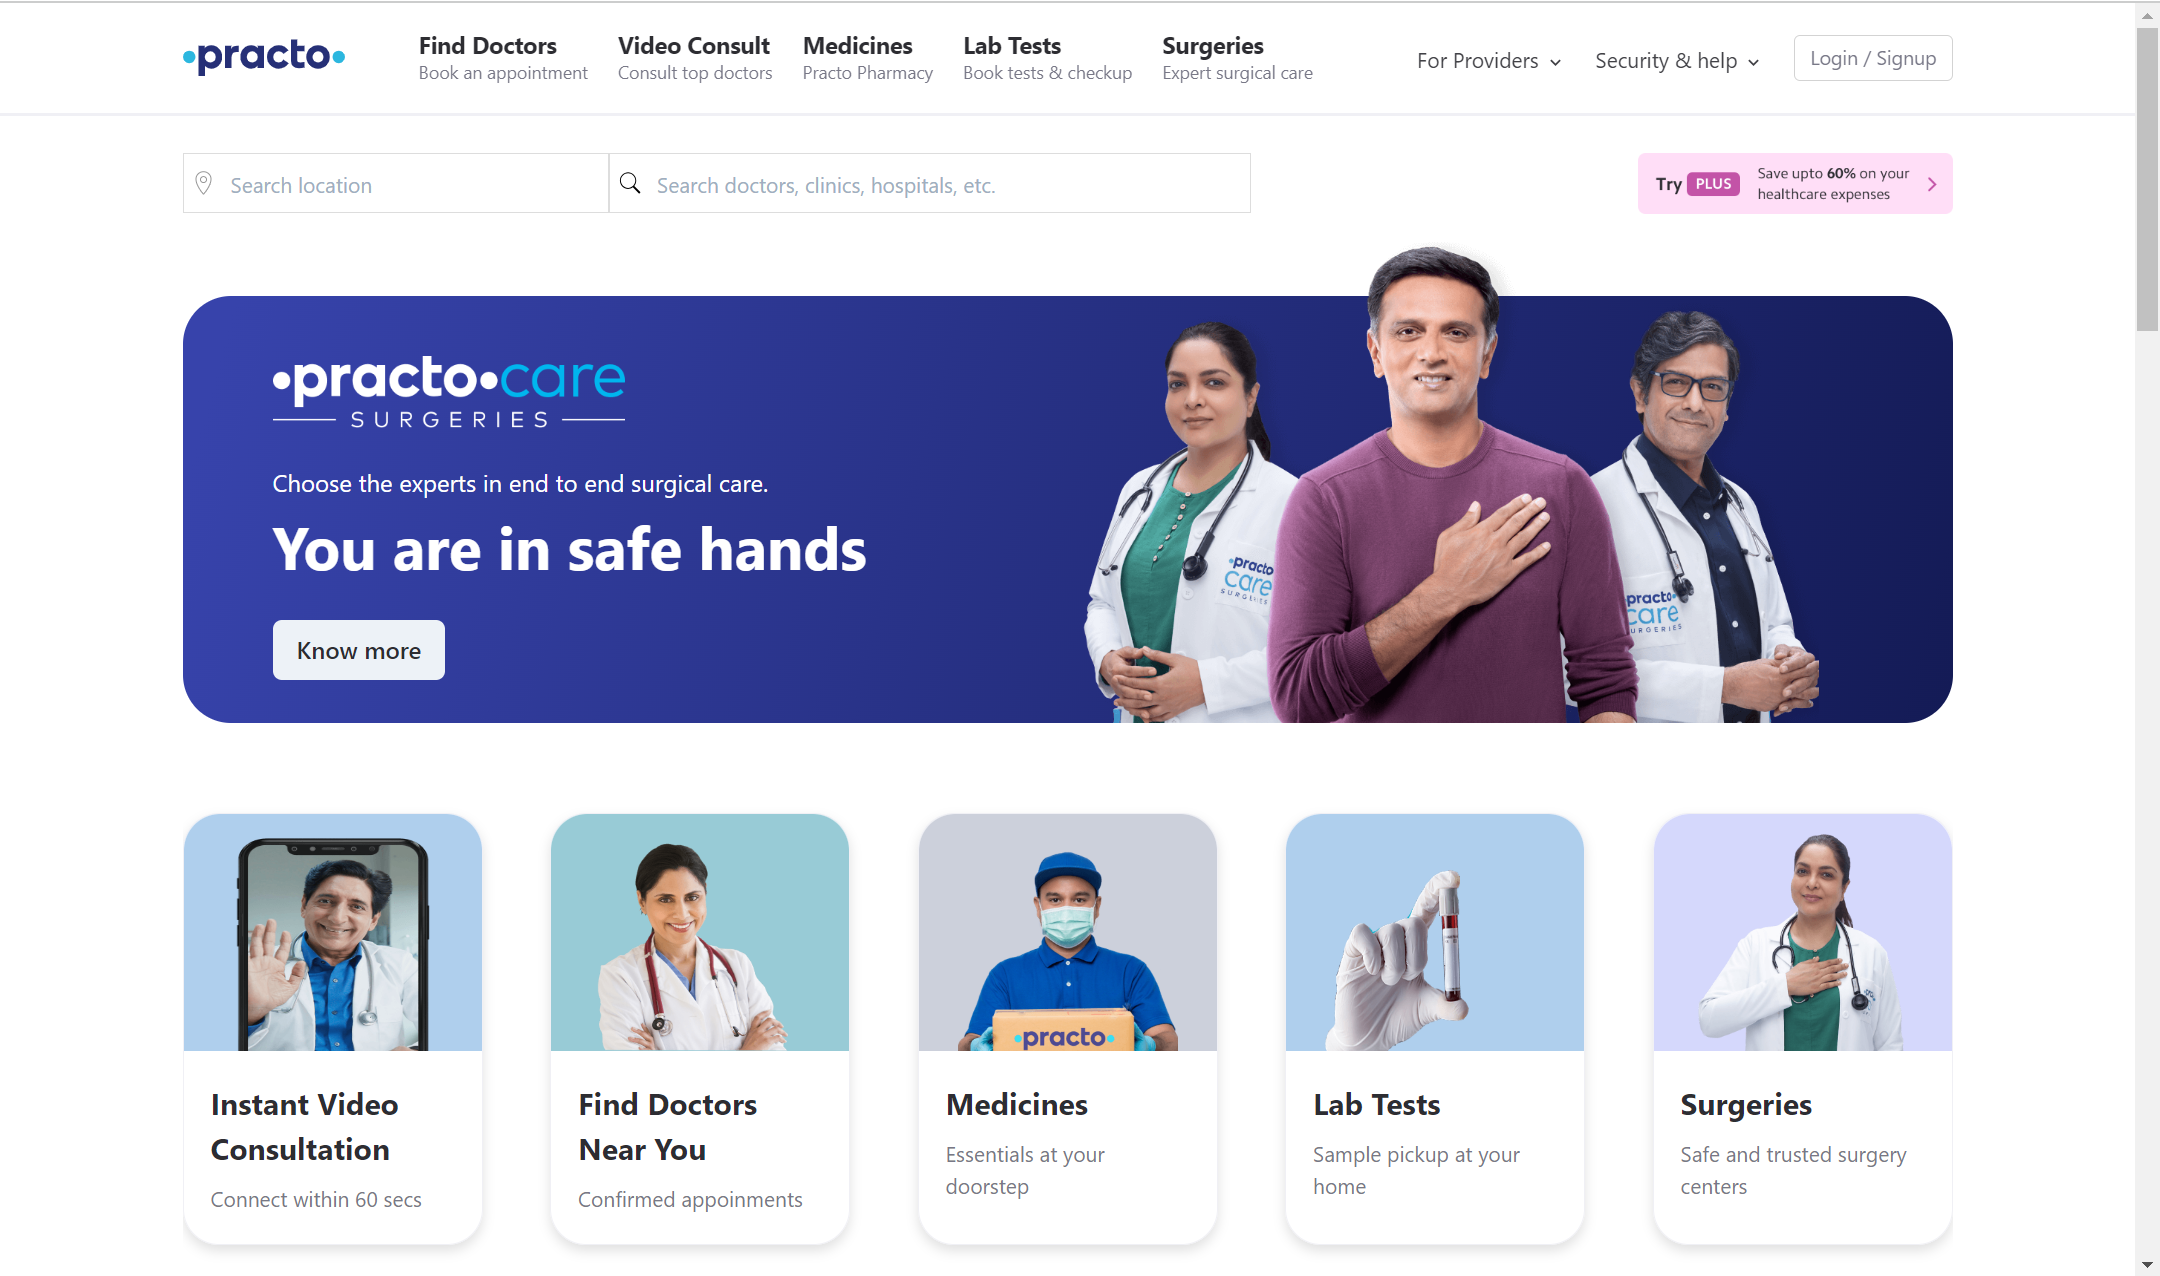 practo
Find Doctors
Book an appointment
Video Consult
Consult top doctors
Medicines
Practo Pharmacy
Lab Tests
Book tests & checkup
Surgeries
Expert surgical care
For Providers
Security & help
Login / Signup
Search location
Search doctors, clinics, hospitals, etc.
Try PLUS
Save upto 60% on your
healthcare expenses
practo care
SURGERIES
Choose the experts in end to end surgical care.
You are in safe hands
Know more
practo
care
SURGERIES
practo
care
SURGERIES
practo
Instant Video
Consultation
Connect within 60 secs
Find Doctors
Near You
Confirmed appoinments
Medicines
Essentials at your
doorstep
Lab Tests
Sample pickup at your
home
Surgeries
Safe and trusted surgery
centers